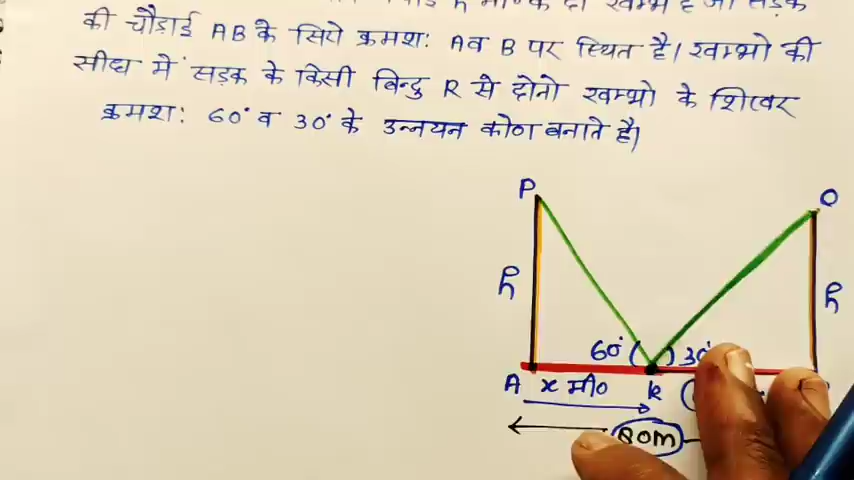 की चौडाई AB के सिरो क्रमश: A व B पर स्थित है। खम्भो की
सीध में सड़क के किसी बिन्दु R से दोनो खम्भो के शिखर
क्रमश: 60° व 30° के उन्नयन कोण बनाते है।
P
h
h
60°
30°
A x मी०
R
80m